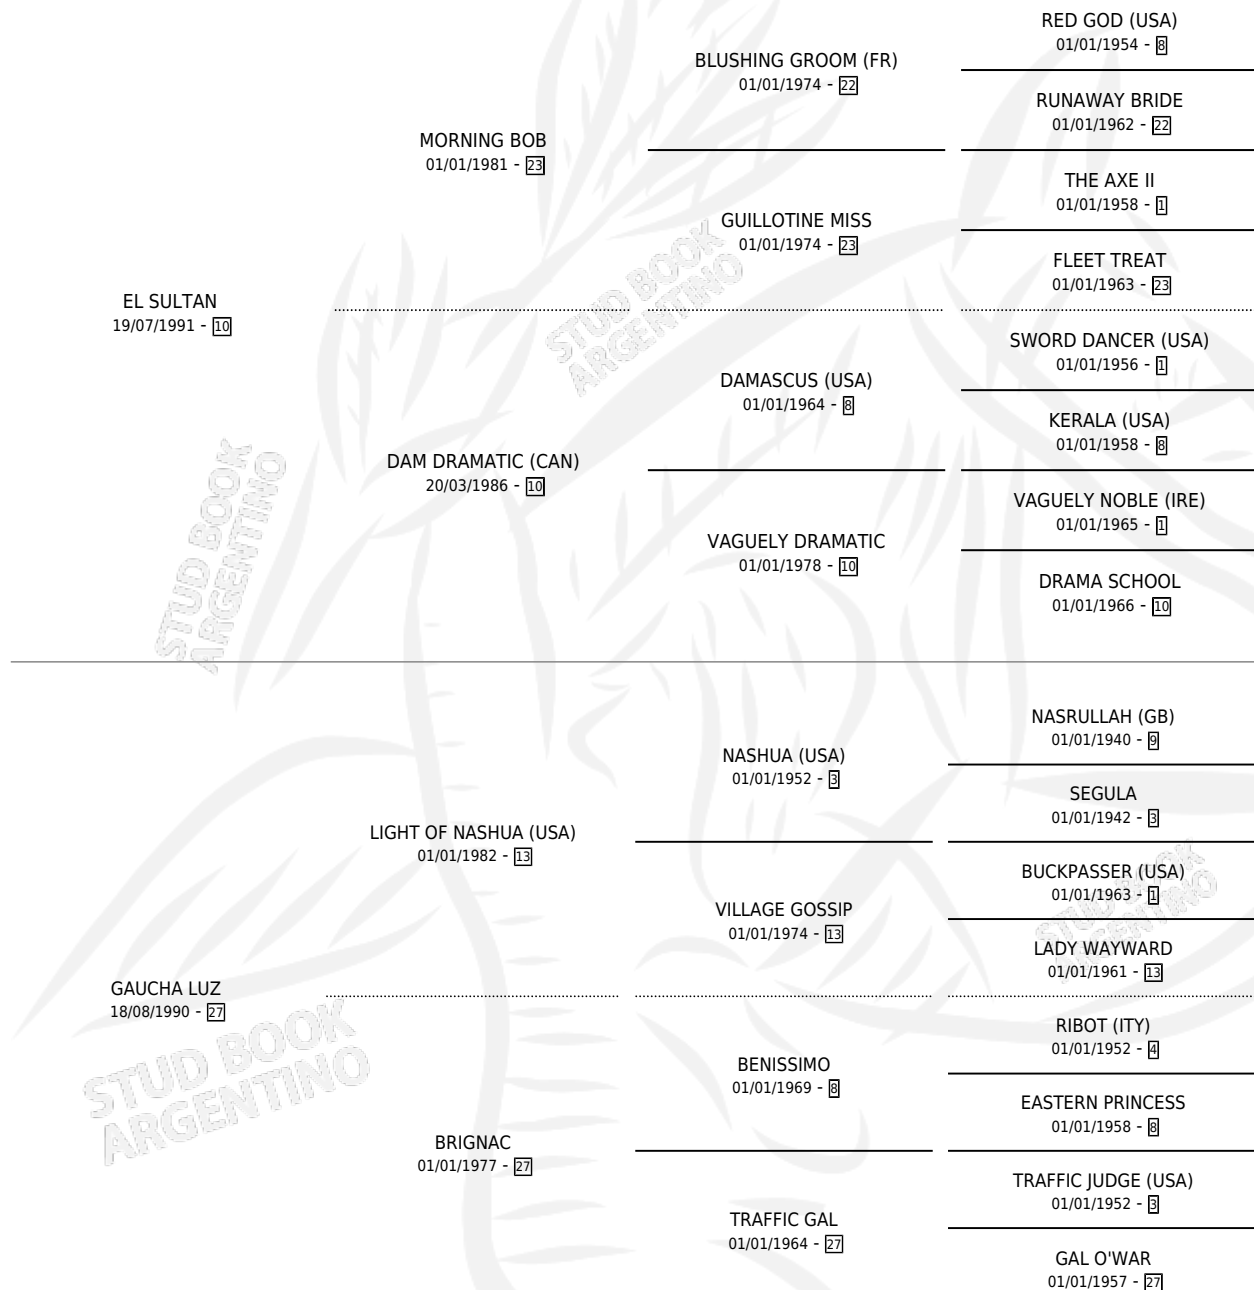 RED GOD (USA)
01/01/1954 - 8
BLUSHING GROOM (FR)
01/01/1974 - 22
RUNAWAY BRIDE
01/01/1962 - 22
MORNING BOB
01/01/1981 - 23
THE AXE II
01/01/1958 - 1
GUILLOTINE MISS
01/01/1974 - 23
FLEET TREAT
01/01/1963 - 23
EL SULTAN
19/07/1991 - 10
SWORD DANCER (USA)
01/01/1956 - 1
DAMASCUS (USA)
01/01/1964 - 8
KERALA (USA)
01/01/1958 - 8
DAM DRAMATIC (CAN)
20/03/1986 - 10
VAGUELY NOBLE (IRE)
01/01/1965 - 1
VAGUELY DRAMATIC
01/01/1978 - 10
DRAMA SCHOOL
01/01/1966 - 10
NASRULLAH (GB)
01/01/1940 - 9
NASHUA (USA)
01/01/1952 - 3
SEGULA
01/01/1942 - 3
LIGHT OF NASHUA (USA)
01/01/1982 - 13
BUCKPASSER (USA)
01/01/1963 - 1
VILLAGE GOSSIP
01/01/1974 - 13
LADY WAYWARD
01/01/1961 - 13
GAUCHA LUZ
18/08/1990 - 27
RIBOT (ITY)
01/01/1952 - 4
BENISSIMO
01/01/1969 - 8
EASTERN PRINCESS
01/01/1958 - 8
BRIGNAC
01/01/1977 - 27
TRAFFIC JUDGE (USA)
01/01/1952 - 3
TRAFFIC GAL
01/01/1964 - 27
GAL O'WAR
01/01/1957 - 27
STUD BOOK
ARGENTINO
STUD BOOK
ARGENTINO
STUD BOOK
ARGENTINO
STUD BOOK
ARGENTINO